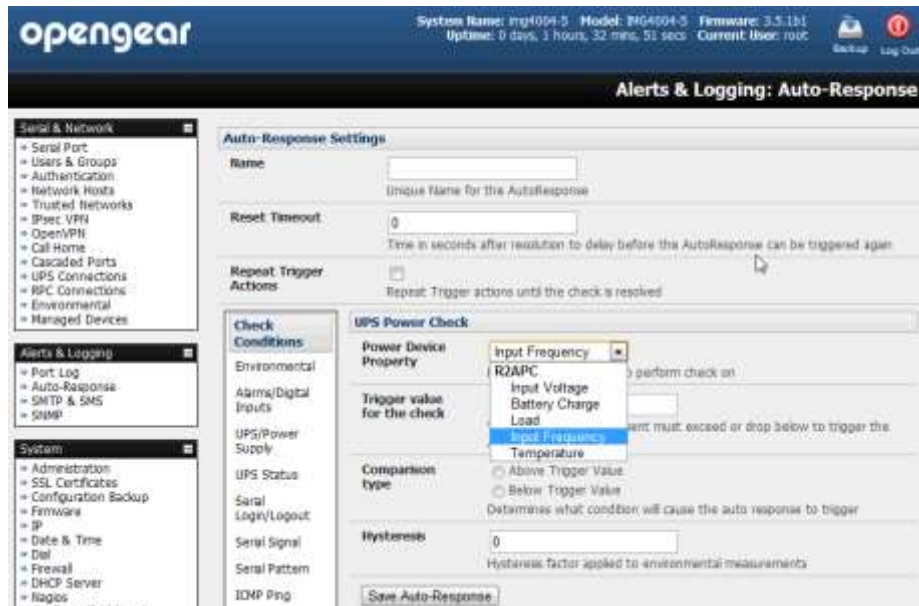 opengear
System Name: img4004-5 Model: IMG4004-5 Firmware: 3.5.1b1
Uptime: 0 days, 1 hours, 32 mins, 51 secs Current User: root
Backup
Log Out
Alerts & Logging: Auto-Response
Serial & Network
Serial Port
Users & Groups
Authentication
Network Hosts
Trusted Networks
IPsec VPN
OpenVPN
Call Home
Cascaded Ports
UPS Connections
RPC Connections
Environmental
Managed Devices
Alerts & Logging
Port Log
Auto-Response
SMTP & SMS
SNMP
System
Administration
SSL Certificates
Configuration Backup
Firmware
IP
Date & Time
Dial
Firewall
DHCP Server
Nagios
Auto-Response Settings
Name
Unique Name for this AutoResponse
Reset Timeout
0
Time in seconds after resolution to delay before this AutoResponse can be triggered again
Repeat Trigger
Actions
Repeat Trigger actions until the check is resolved
Check
Conditions
Environmental
Alarms/Digital
Inputs
UPS/Power
Supply
UPS Status
Serial
Login/Logout
Serial Signal
Serial Pattern
ICMP Ping
UPS Power Check
Power Device
Property
Input Frequency
perform check on
R2APC
Input Voltage
Battery Charge
Load
Input Frequency
Temperature
Trigger value
for the check
must exceed or drop below to trigger the
Comparison
type
Above Trigger Value
Below Trigger Value
Determines what condition will cause the auto response to trigger
Hysteresis
0
Hysteresis factor applied to environmental measurements
Save Auto-Response